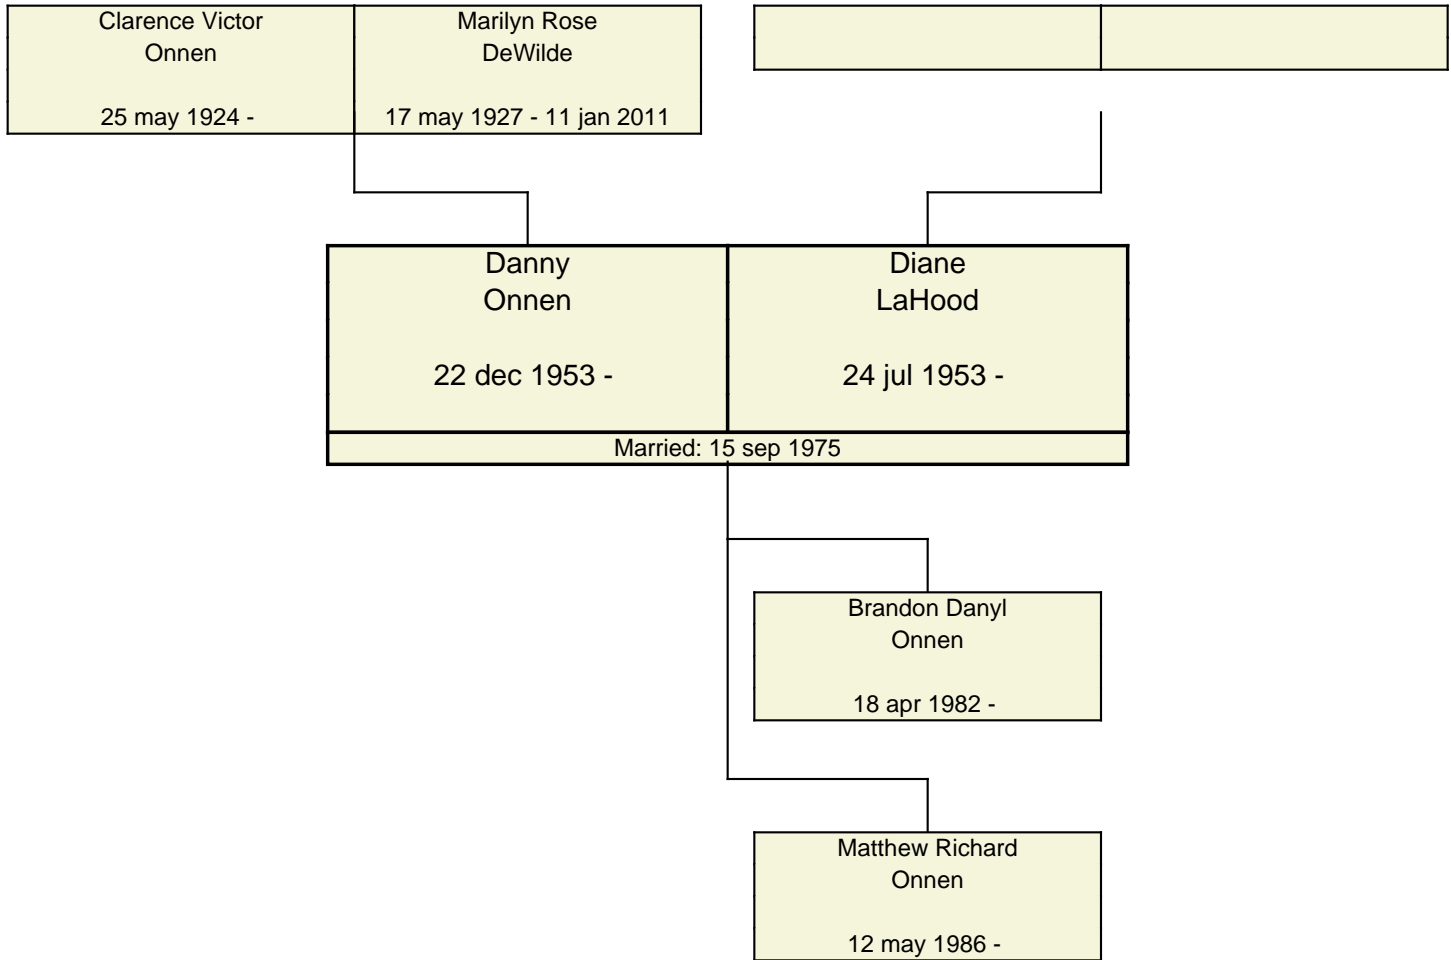 Clarence Victor
Onnen
25 may 1924 -
Marilyn Rose
DeWilde
17 may 1927 - 11 jan 2011
Danny
Onnen
22 dec 1953 -
Diane
LaHood
24 jul 1953 -
Married: 15 sep 1975
Brandon Danyl
Onnen
18 apr 1982 -
Matthew Richard
Onnen
12 may 1986 -